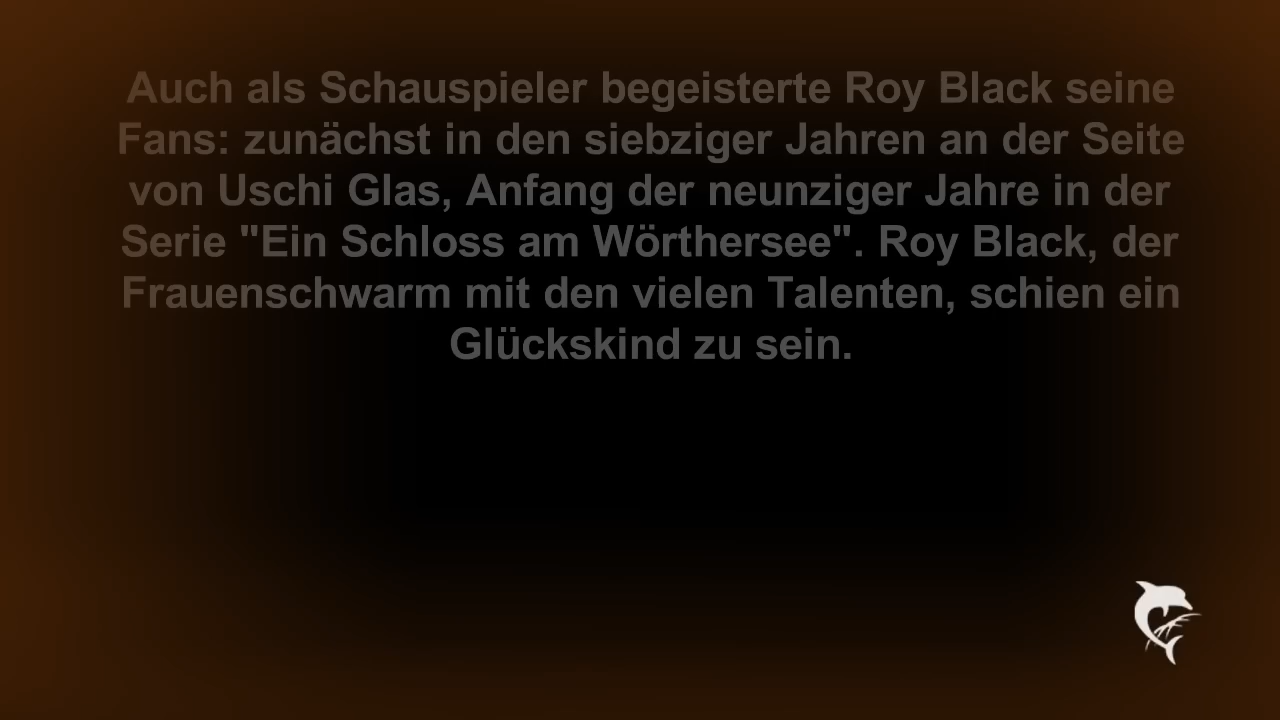 Auch als Schauspieler begeisterte Roy Black seine
Fans: zunächst in den siebziger Jahren an der Seite
von Uschi Glas, Anfang der neunziger Jahre in der
Serie "Ein Schloss am Wörthersee". Roy Black, der
Frauenschwarm mit den vielen Talenten, schien ein
Glückskind zu sein.